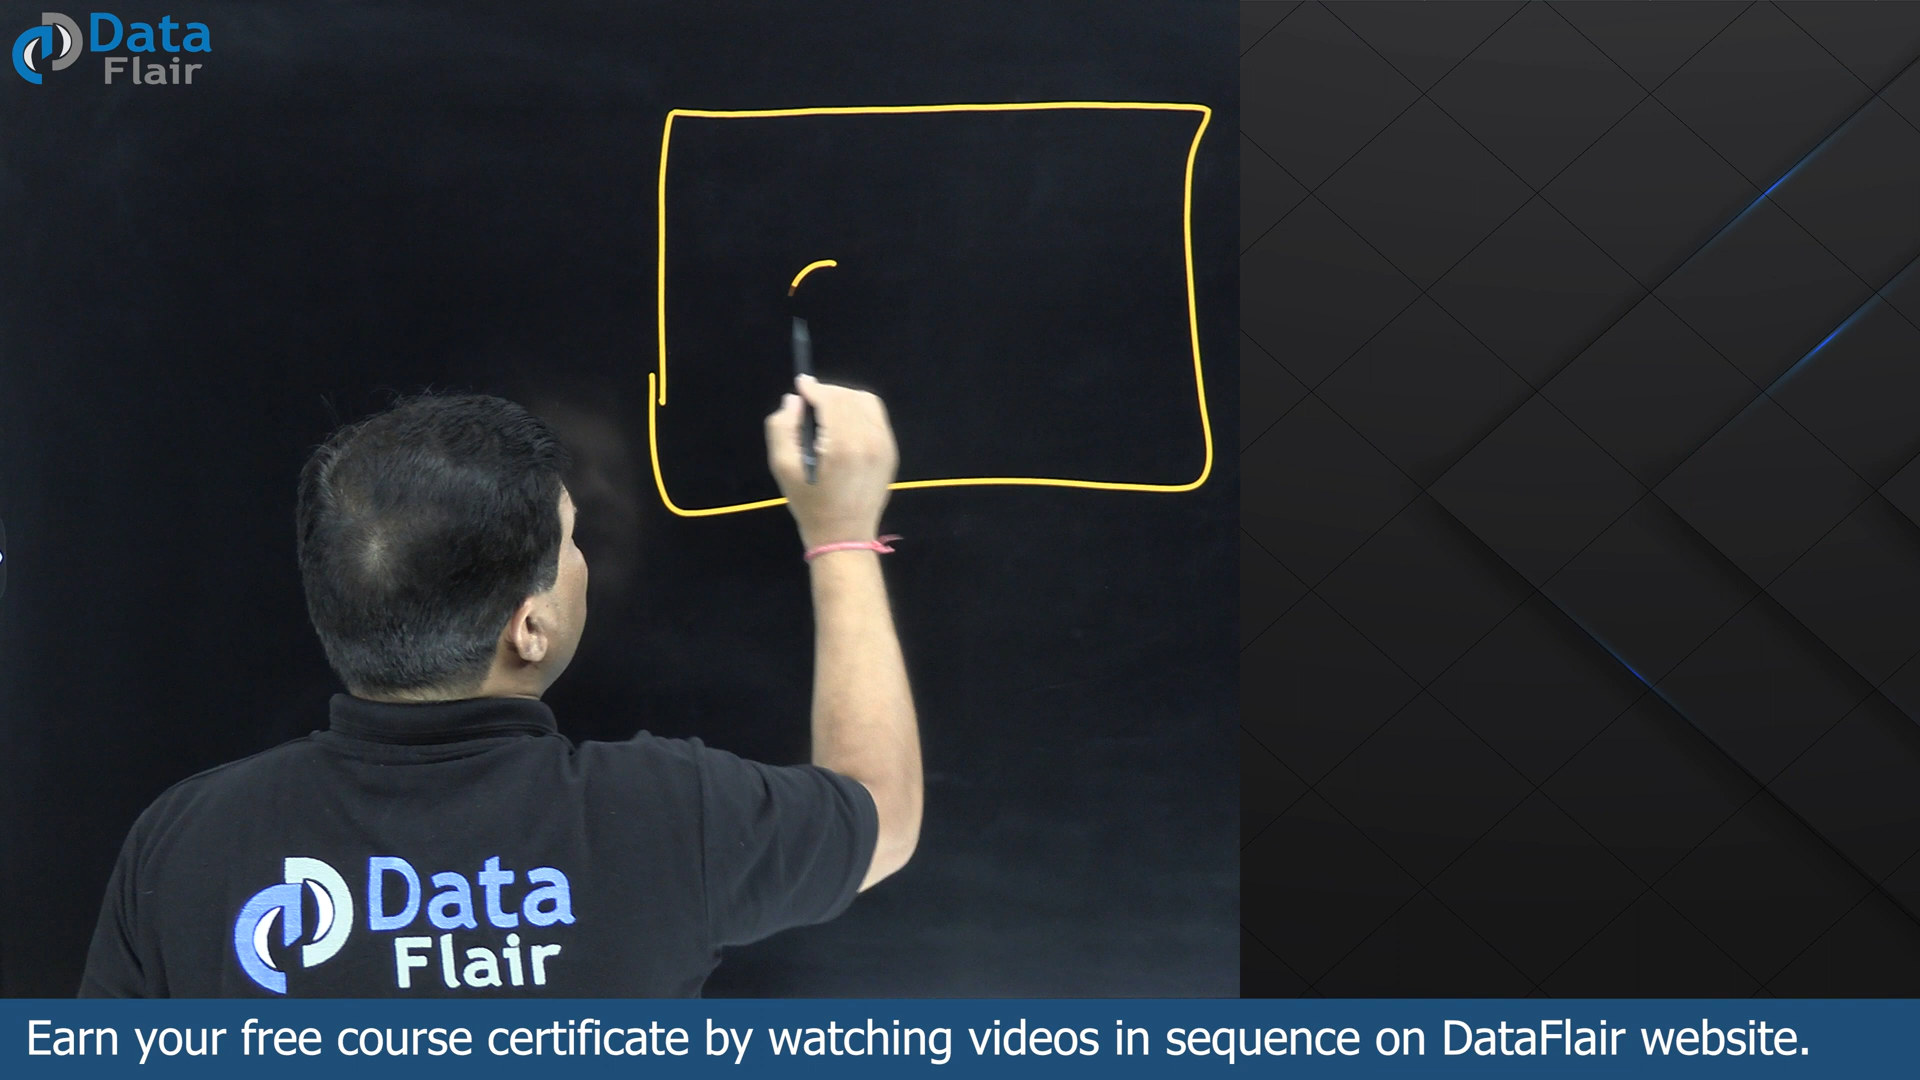 Data
Flair
Data
Flair
Earn your free course certificate by watching videos in sequence on DataFlair website.